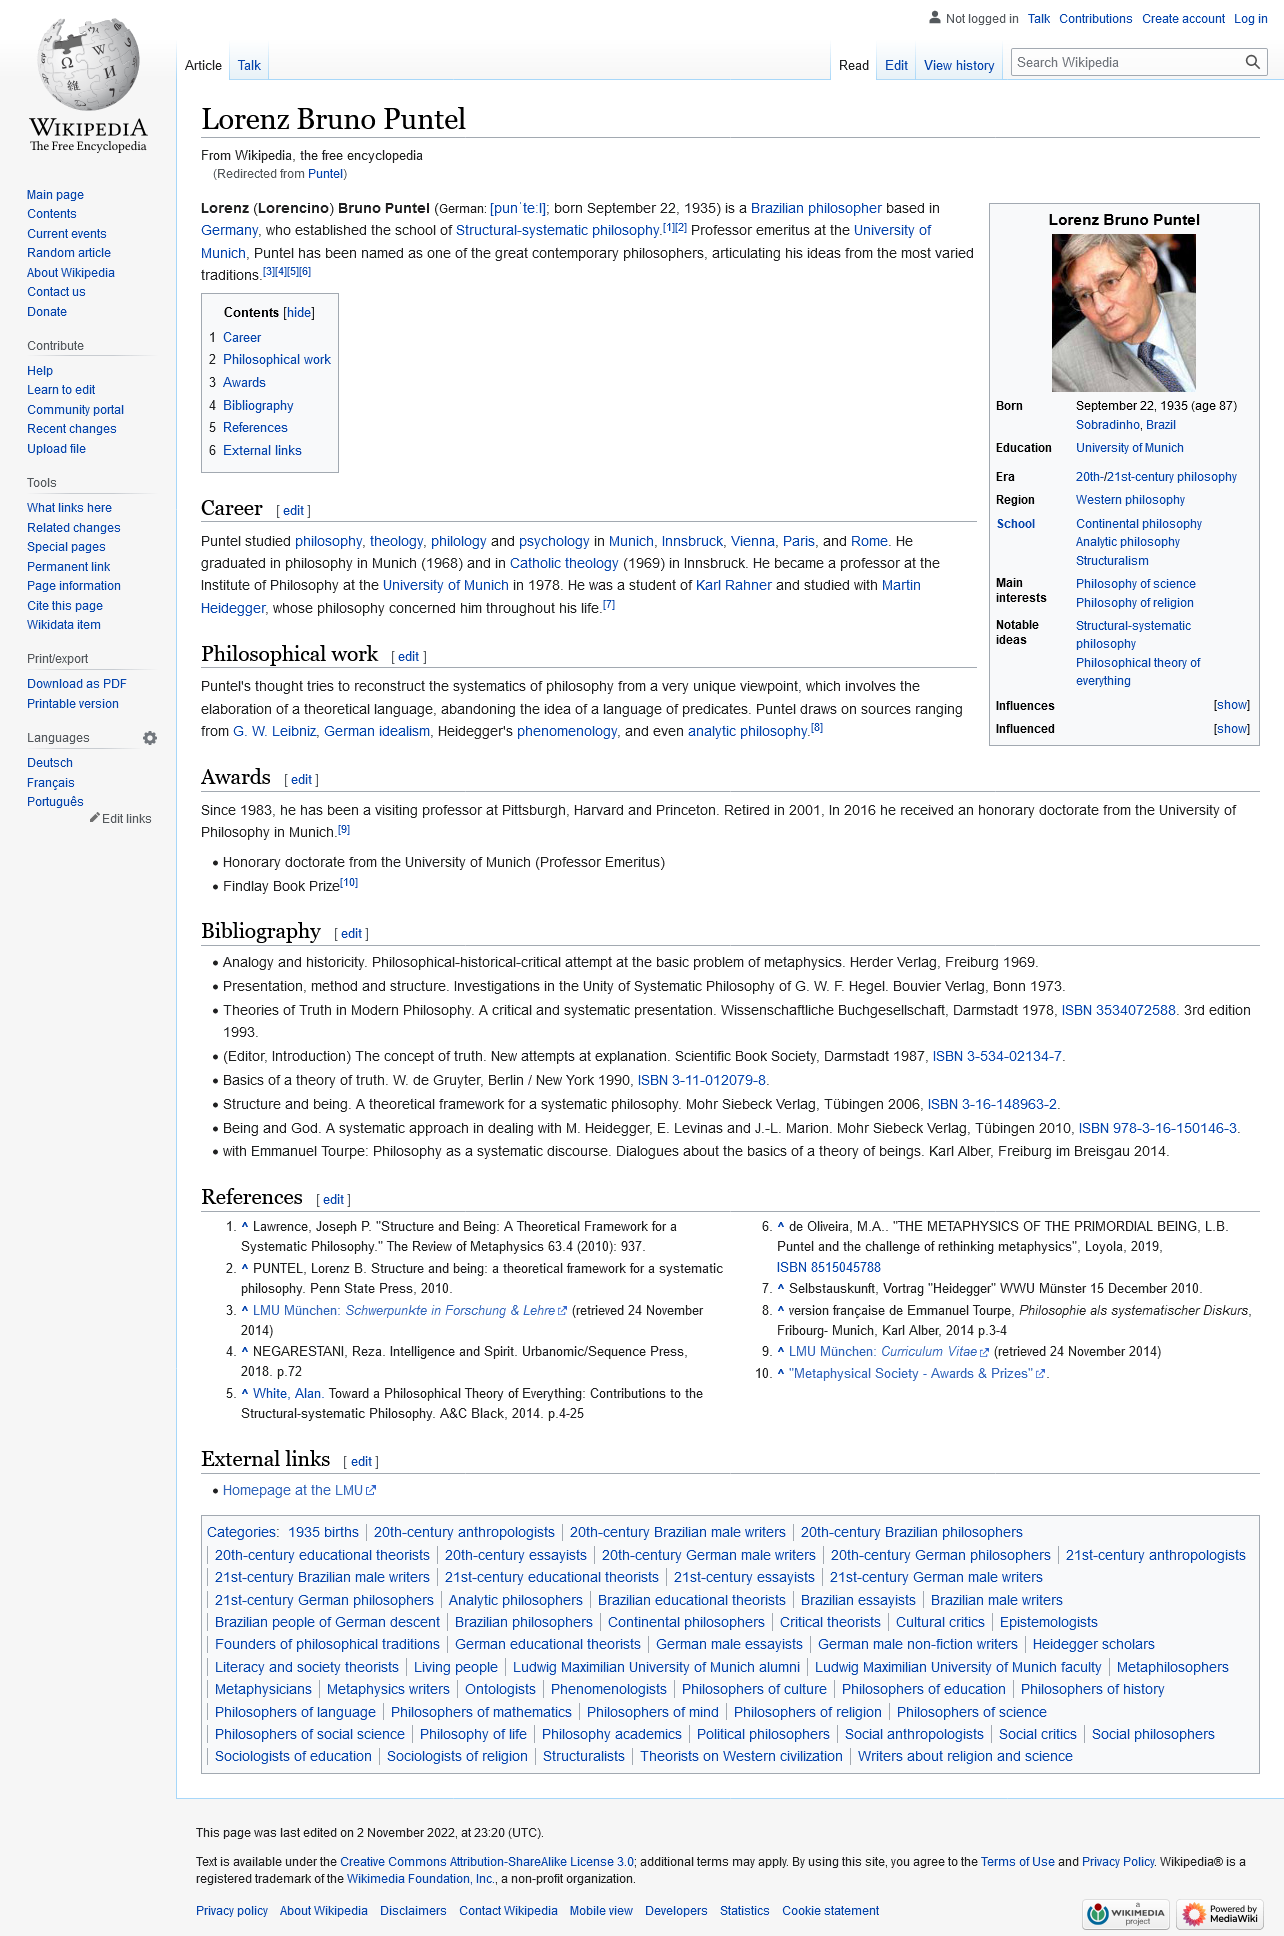 Not logged in Talk Contributions Create account Log in
Article Talk
Read Edit View history
Search Wikipedia
WIKIPEDIA
The Free Encyclopedia
Main page
Contents
Current events
Random article
About Wikipedia
Contact us
Donate
Contribute
Help
Learn to edit
Community portal
Recent changes
Upload file
Tools
What links here
Related changes
Special pages
Permanent link
Page information
Cite this page
Wikidata item
Print/export
Download as PDF
Printable version
Languages
Deutsch
Français
Português
Edit links
Lorenz Bruno Puntel
From Wikipedia, the free encyclopedia
(Redirected from Puntel)
Lorenz (Lorencino) Bruno Puntel (German: [punˈteːl]; born September 22, 1935) is a Brazilian philosopher based in
Germany, who established the school of Structural-systematic philosophy.[1][2] Professor emeritus at the University of
Munich, Puntel has been named as one of the great contemporary philosophers, articulating his ideas from the most varied
traditions.[3][4][5][6]
Contents [hide]
1 Career
2 Philosophical work
3 Awards
4 Bibliography
5 References
6 External links
Lorenz Bruno Puntel
Born September 22, 1935 (age 87)
Sobradinho, Brazil
Education University of Munich
Era 20th-/21st-century philosophy
Region Western philosophy
School Continental philosophy
Analytic philosophy
Structuralism
Main interests Philosophy of science
Philosophy of religion
Notable ideas Structural-systematic
philosophy
Philosophical theory of
everything
Influences [show]
Influenced [show]
Career [ edit ]
Puntel studied philosophy, theology, philology and psychology in Munich, Innsbruck, Vienna, Paris, and Rome. He
graduated in philosophy in Munich (1968) and in Catholic theology (1969) in Innsbruck. He became a professor at the
Institute of Philosophy at the University of Munich in 1978. He was a student of Karl Rahner and studied with Martin
Heidegger, whose philosophy concerned him throughout his life.[7]
Philosophical work [ edit ]
Puntel's thought tries to reconstruct the systematics of philosophy from a very unique viewpoint, which involves the
elaboration of a theoretical language, abandoning the idea of a language of predicates. Puntel draws on sources ranging
from G. W. Leibniz, German idealism, Heidegger's phenomenology, and even analytic philosophy.[8]
Awards [ edit ]
Since 1983, he has been a visiting professor at Pittsburgh, Harvard and Princeton. Retired in 2001, In 2016 he received an honorary doctorate from the University of
Philosophy in Munich.[9]
• Honorary doctorate from the University of Munich (Professor Emeritus)
• Findlay Book Prize[10]
Bibliography [ edit ]
• Analogy and historicity. Philosophical-historical-critical attempt at the basic problem of metaphysics. Herder Verlag, Freiburg 1969.
• Presentation, method and structure. Investigations in the Unity of Systematic Philosophy of G. W. F. Hegel. Bouvier Verlag, Bonn 1973.
• Theories of Truth in Modern Philosophy. A critical and systematic presentation. Wissenschaftliche Buchgesellschaft, Darmstadt 1978, ISBN 3534072588. 3rd edition
1993.
• (Editor, Introduction) The concept of truth. New attempts at explanation. Scientific Book Society, Darmstadt 1987, ISBN 3-534-02134-7.
• Basics of a theory of truth. W. de Gruyter, Berlin / New York 1990, ISBN 3-11-012079-8.
• Structure and being. A theoretical framework for a systematic philosophy. Mohr Siebeck Verlag, Tübingen 2006, ISBN 3-16-148963-2.
• Being and God. A systematic approach in dealing with M. Heidegger, E. Levinas and J.-L. Marion. Mohr Siebeck Verlag, Tübingen 2010, ISBN 978-3-16-150146-3.
• with Emmanuel Tourpe: Philosophy as a systematic discourse. Dialogues about the basics of a theory of beings. Karl Alber, Freiburg im Breisgau 2014.
References [ edit ]
1. ^ Lawrence, Joseph P. "Structure and Being: A Theoretical Framework for a
Systematic Philosophy." The Review of Metaphysics 63.4 (2010): 937.
2. ^ PUNTEL, Lorenz B. Structure and being: a theoretical framework for a systematic
philosophy. Penn State Press, 2010.
3. ^ LMU München: Schwerpunkte in Forschung & Lehre (retrieved 24 November
2014)
4. ^ NEGARESTANI, Reza. Intelligence and Spirit. Urbanomic/Sequence Press,
2018. p.72
5. ^ White, Alan. Toward a Philosophical Theory of Everything: Contributions to the
Structural-systematic Philosophy. A&C Black, 2014. p.4-25
6. ^ de Oliveira, M.A.. "THE METAPHYSICS OF THE PRIMORDIAL BEING, L.B.
Puntel and the challenge of rethinking metaphysics", Loyola, 2019,
ISBN 8515045788
7. ^ Selbstauskunft, Vortrag "Heidegger" WWU Münster 15 December 2010.
8. ^ version française de Emmanuel Tourpe, Philosophie als systematischer Diskurs,
Fribourg- Munich, Karl Alber, 2014 p.3-4
9. ^ LMU München: Curriculum Vitae (retrieved 24 November 2014)
10. ^ "Metaphysical Society - Awards & Prizes".
External links [ edit ]
• Homepage at the LMU
Categories: 1935 births | 20th-century anthropologists | 20th-century Brazilian male writers | 20th-century Brazilian philosophers
| 20th-century educational theorists | 20th-century essayists | 20th-century German male writers | 20th-century German philosophers | 21st-century anthropologists
| 21st-century Brazilian male writers | 21st-century educational theorists | 21st-century essayists | 21st-century German male writers
| 21st-century German philosophers | Analytic philosophers | Brazilian educational theorists | Brazilian essayists | Brazilian male writers
| Brazilian people of German descent | Brazilian philosophers | Continental philosophers | Critical theorists | Cultural critics | Epistemologists
| Founders of philosophical traditions | German educational theorists | German male essayists | German male non-fiction writers | Heidegger scholars
| Literacy and society theorists | Living people | Ludwig Maximilian University of Munich alumni | Ludwig Maximilian University of Munich faculty | Metaphilosophers
| Metaphysicians | Metaphysics writers | Ontologists | Phenomenologists | Philosophers of culture | Philosophers of education | Philosophers of history
| Philosophers of language | Philosophers of mathematics | Philosophers of mind | Philosophers of religion | Philosophers of science
| Philosophers of social science | Philosophy of life | Philosophy academics | Political philosophers | Social anthropologists | Social critics | Social philosophers
| Sociologists of education | Sociologists of religion | Structuralists | Theorists on Western civilization | Writers about religion and science
This page was last edited on 2 November 2022, at 23:20 (UTC).
Text is available under the Creative Commons Attribution-ShareAlike License 3.0; additional terms may apply. By using this site, you agree to the Terms of Use and Privacy Policy. Wikipedia® is a
registered trademark of the Wikimedia Foundation, Inc., a non-profit organization.
Privacy policy About Wikipedia Disclaimers Contact Wikipedia Mobile view Developers Statistics Cookie statement
A WIKIMEDIA project
Powered by MediaWiki